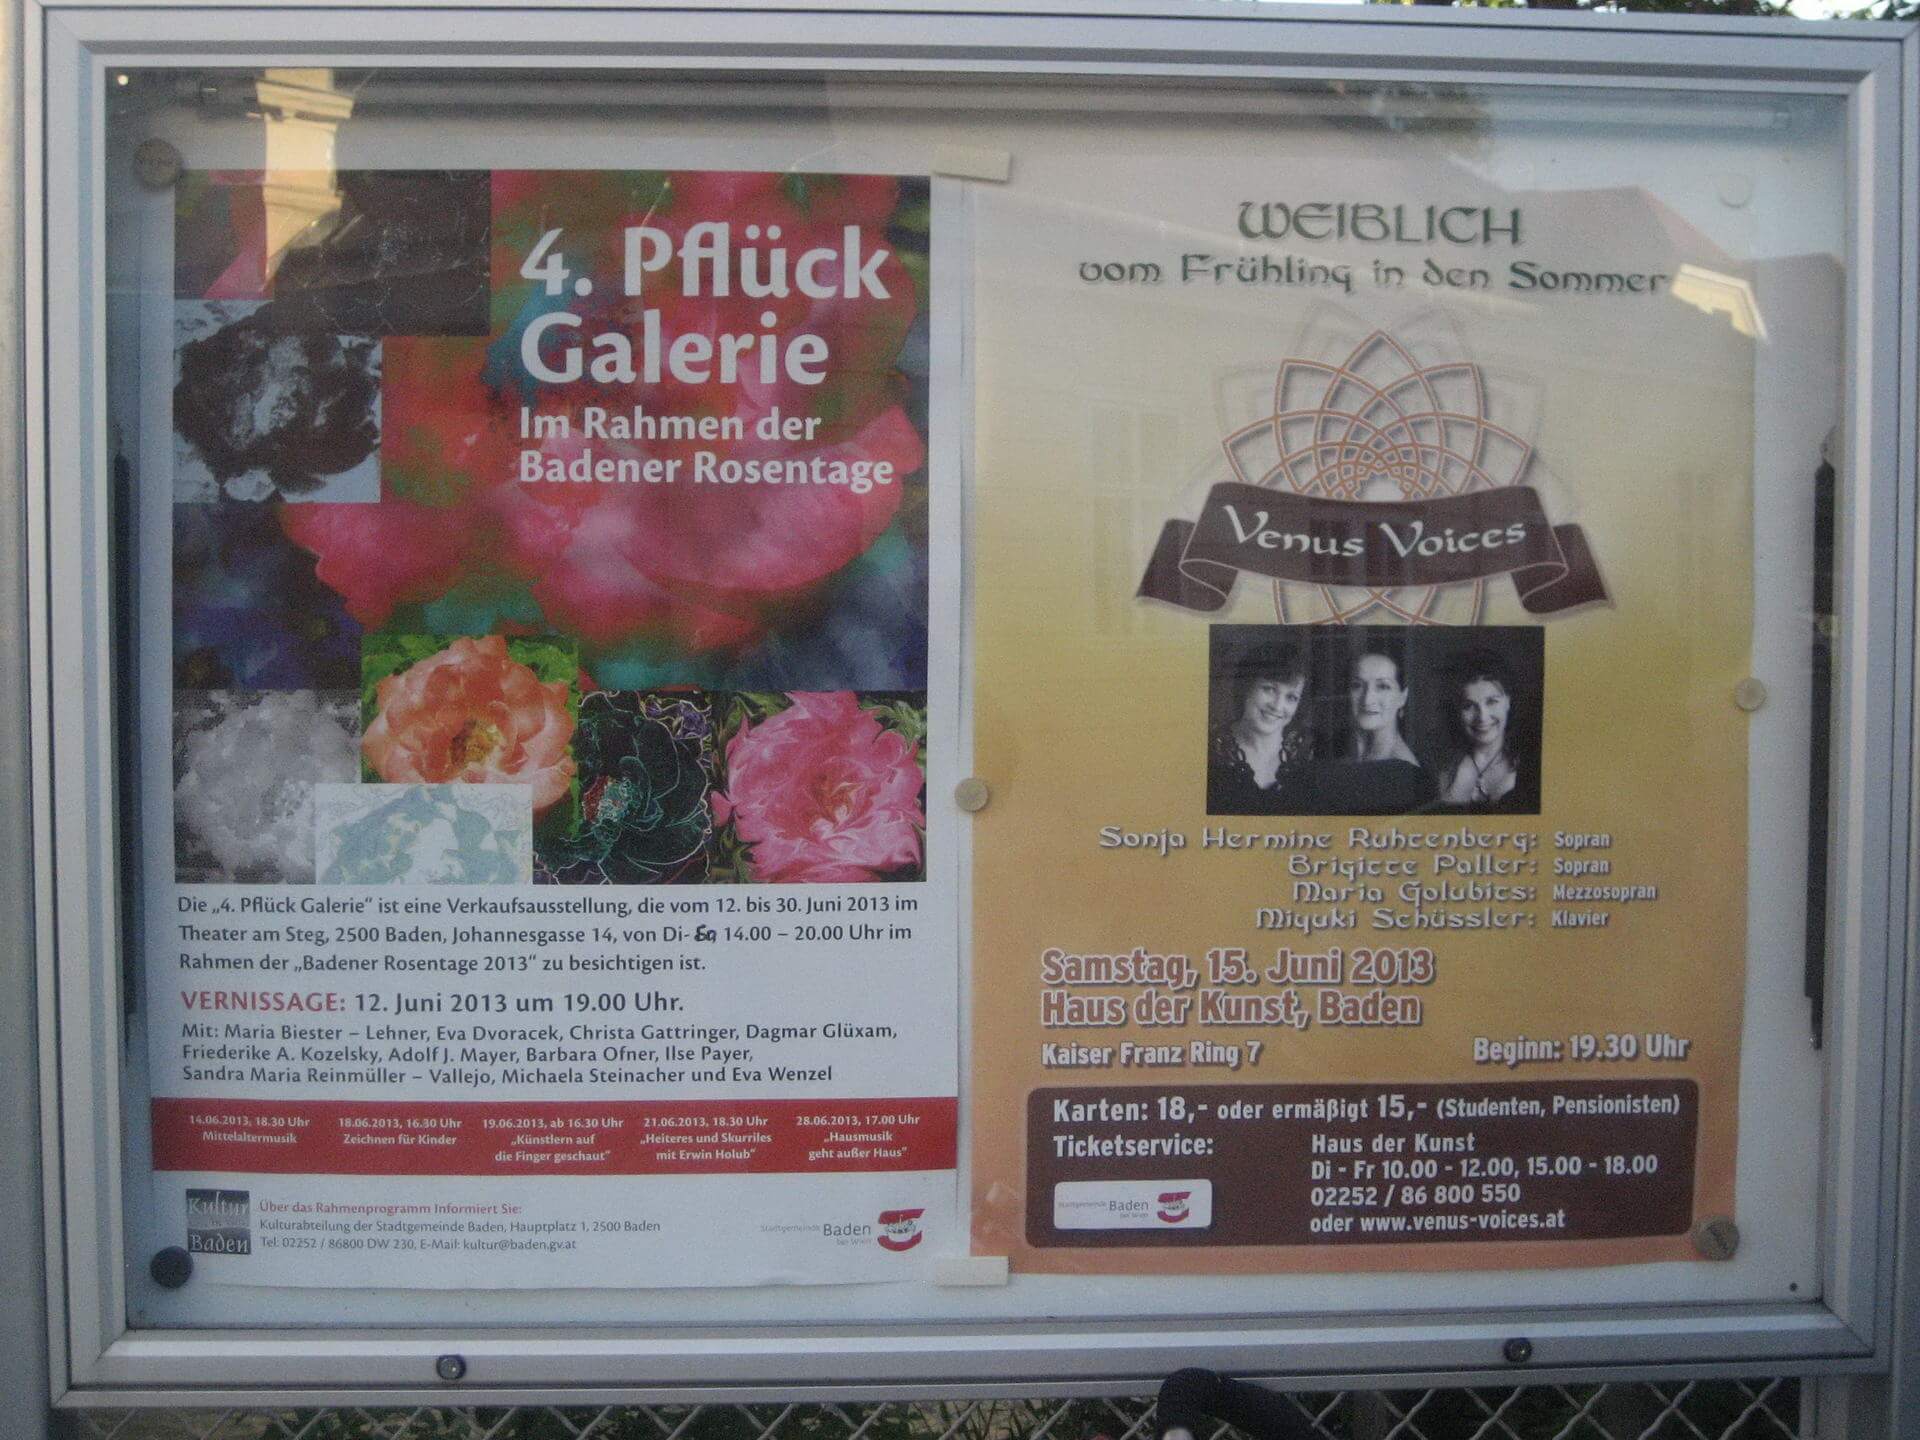 4. Pflück
Galerie
Im Rahmen der
Badener Rosentage
Die „4. Pflück Galerie“ ist eine Verkaufsausstellung, die vom 12. bis 30. Juni 2013 im
Theater am Steg, 2500 Baden, Johannesgasse 14, von Di- 14.00 – 20.00 Uhr im
Rahmen der „Badener Rosentage 2013“ zu besichtigen ist.
VERNISSAGE: 12. Juni 2013 um 19.00 Uhr.
Mit: Maria Biester – Lehner, Eva Dvoracek, Christa Gattringer, Dagmar Glüxam,
Friederike A. Kozelsky, Adolf J. Mayer, Barbara Ofner, Ilse Payer,
Sandra Maria Reinmüller – Vallejo, Michaela Steinacher und Eva Wenzel
14.06.2013, 18.30 Uhr
Mittelaltermusik
18.06.2013, 16.30 Uhr
Zeichnen für Kinder
19.06.2013, ab 16.30 Uhr
„Künstlern auf
die Finger geschaut“
21.06.2013, 18.30 Uhr
„Heiteres und Skurriles
mit Erwin Holub“
28.06.2013, 17.00 Uhr
„Hausmusik
geht außer Haus“
Kultur
in
Baden
Über das Rahmenprogramm Informiert Sie:
Kulturabteilung der Stadtgemeinde Baden, Hauptplatz 1, 2500 Baden
Tel: 02252 / 86800 DW 230, E-Mail: kultur@baden.gv.at
Stadtgemeinde Baden
bei Wien
WEIBLICH
vom Frühling in den Sommer
Venus Voices
Sonja Hermine Ruhtenberg: Sopran
Brigitte Paller: Sopran
Maria Golubits: Mezzosopran
Miyuki Schüssler: Klavier
Samstag, 15. Juni 2013
Haus der Kunst, Baden
Kaiser Franz Ring 7
Beginn: 19.30 Uhr
Karten: 18,- oder ermäßigt 15,- (Studenten, Pensionisten)
Ticketservice:
Haus der Kunst
Di - Fr 10.00 - 12.00, 15.00 - 18.00
02252 / 86 800 550
oder www.venus-voices.at
Stadtgemeinde Baden
bei Wien